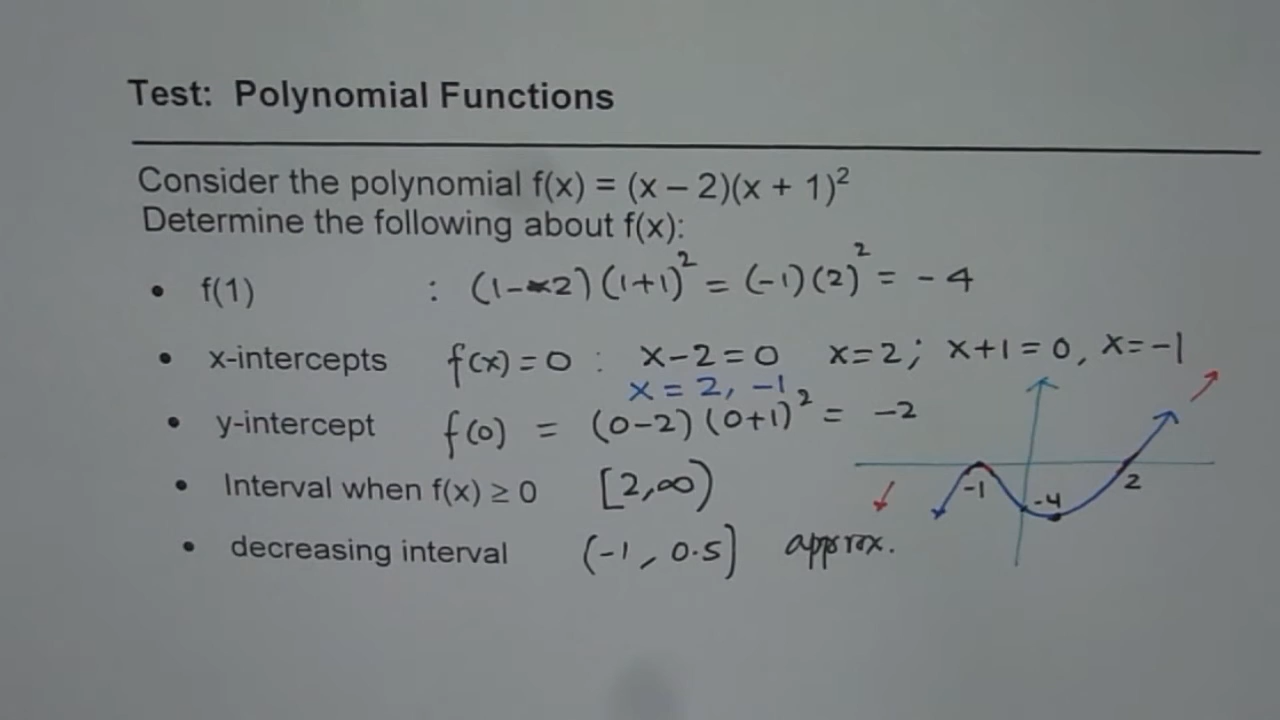 Test: Polynomial Functions
Consider the polynomial f(x) = (x – 2)(x + 1)²
Determine the following about f(x):
• f(1) : (1-2)(1+1)² = (-1)(2)² = -4
• x-intercepts f(x)=0 : x-2=0 x=2; x+1=0, x=-1
x = 2, -1
• y-intercept f(0) = (0-2)(0+1)² = -2
• Interval when f(x) ≥ 0 [2,∞)
• decreasing interval (-1, 0.5] approx.
-1
-4
2